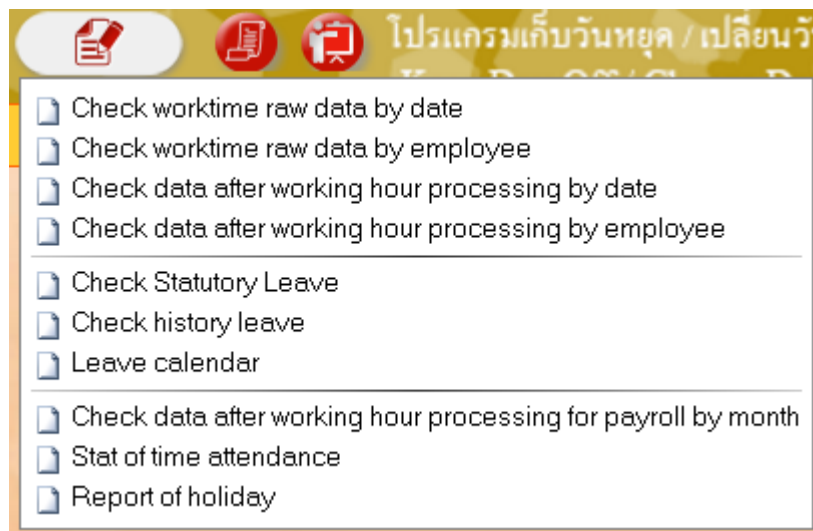 โปรแกรมเก็บวันหยุด / เปลี่ยนวั
Check worktime raw data by date
Check worktime raw data by employee
Check data after working hour processing by date
Check data after working hour processing by employee
Check Statutory Leave
Check history leave
Leave calendar
Check data after working hour processing for payroll by month
Stat of time attendance
Report of holiday